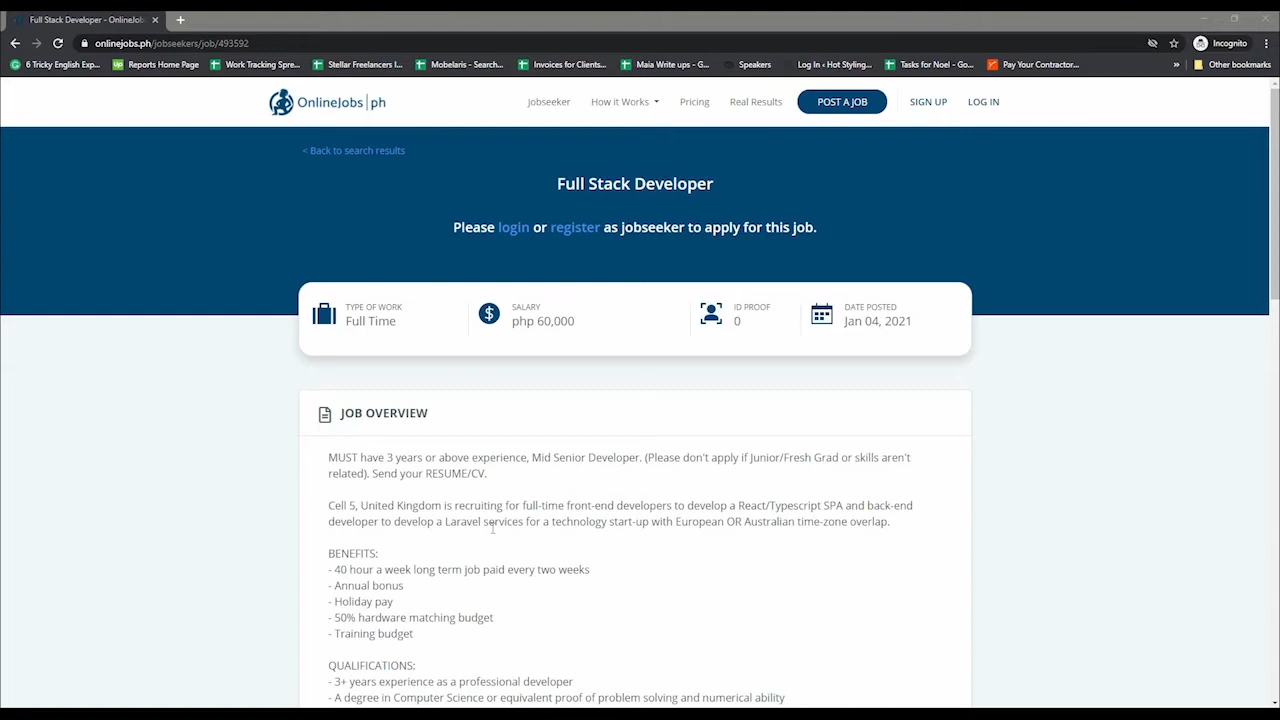 Full Stack Developer - OnlineJob
onlinejobs.ph/jobseekers/job/493592
Incognito
6 Tricky English Exp...
Reports Home Page
Work Tracking Spre...
Stellar Freelancers I...
Mobelaris - Search...
Invoices for Clients...
Maia Write ups - G...
Speakers
Log In ‹ Hot Styling...
Tasks for Noel - Go...
Pay Your Contractor...
»
Other bookmarks
OnlineJobs|ph
Jobseeker
How it Works
Pricing
Real Results
POST A JOB
SIGN UP
LOG IN
< Back to search results
Full Stack Developer
Please login or register as jobseeker to apply for this job.
TYPE OF WORK
Full Time
SALARY
php 60,000
ID PROOF
0
DATE POSTED
Jan 04, 2021
JOB OVERVIEW
MUST have 3 years or above experience, Mid Senior Developer. (Please don't apply if Junior/Fresh Grad or skills aren't
related). Send your RESUME/CV.
Cell 5, United Kingdom is recruiting for full-time front-end developers to develop a React/Typescript SPA and back-end
developer to develop a Laravel services for a technology start-up with European OR Australian time-zone overlap.
BENEFITS:
- 40 hour a week long term job paid every two weeks
- Annual bonus
- Holiday pay
- 50% hardware matching budget
- Training budget
QUALIFICATIONS:
- 3+ years experience as a professional developer
- A degree in Computer Science or equivalent proof of problem solving and numerical ability